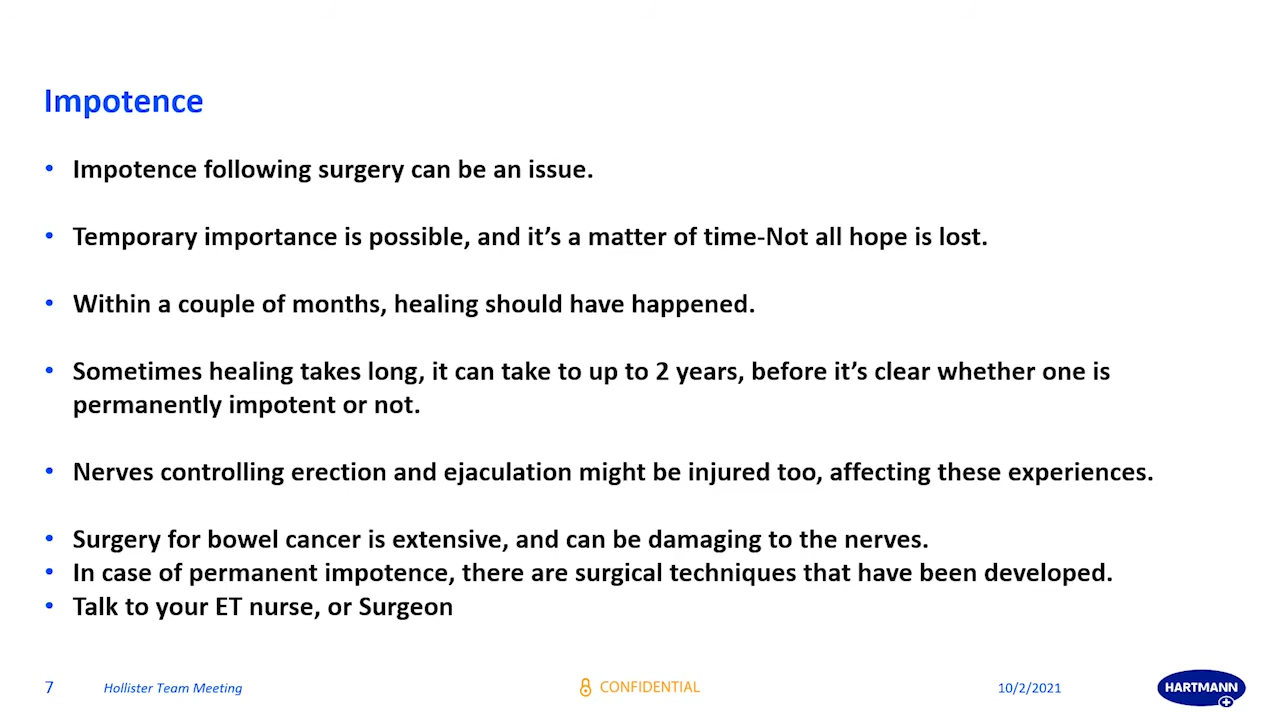 Impotence
• Impotence following surgery can be an issue.
• Temporary importance is possible, and it's a matter of time-Not all hope is lost.
• Within a couple of months, healing should have happened.
• Sometimes healing takes long, it can take to up to 2 years, before it's clear whether one is
permanently impotent or not.
• Nerves controlling erection and ejaculation might be injured too, affecting these experiences.
• Surgery for bowel cancer is extensive, and can be damaging to the nerves.
• In case of permanent impotence, there are surgical techniques that have been developed.
• Talk to your ET nurse, or Surgeon
7 Hollister Team Meeting CONFIDENTIAL 10/2/2021 HARTMANN